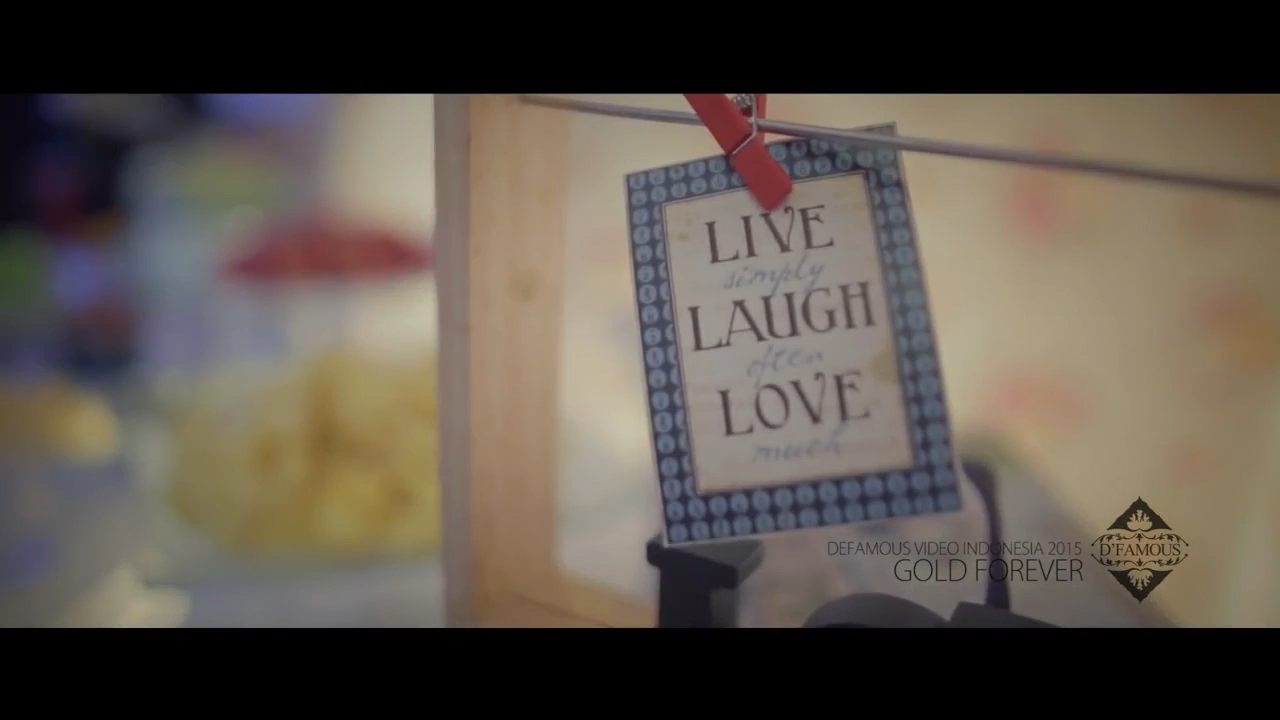 LIVE
simply
LAUGH
often
LOVE
much
DEFAMOUS VIDEO INDONESIA 2015
GOLD FOREVER
D'FAMOUS